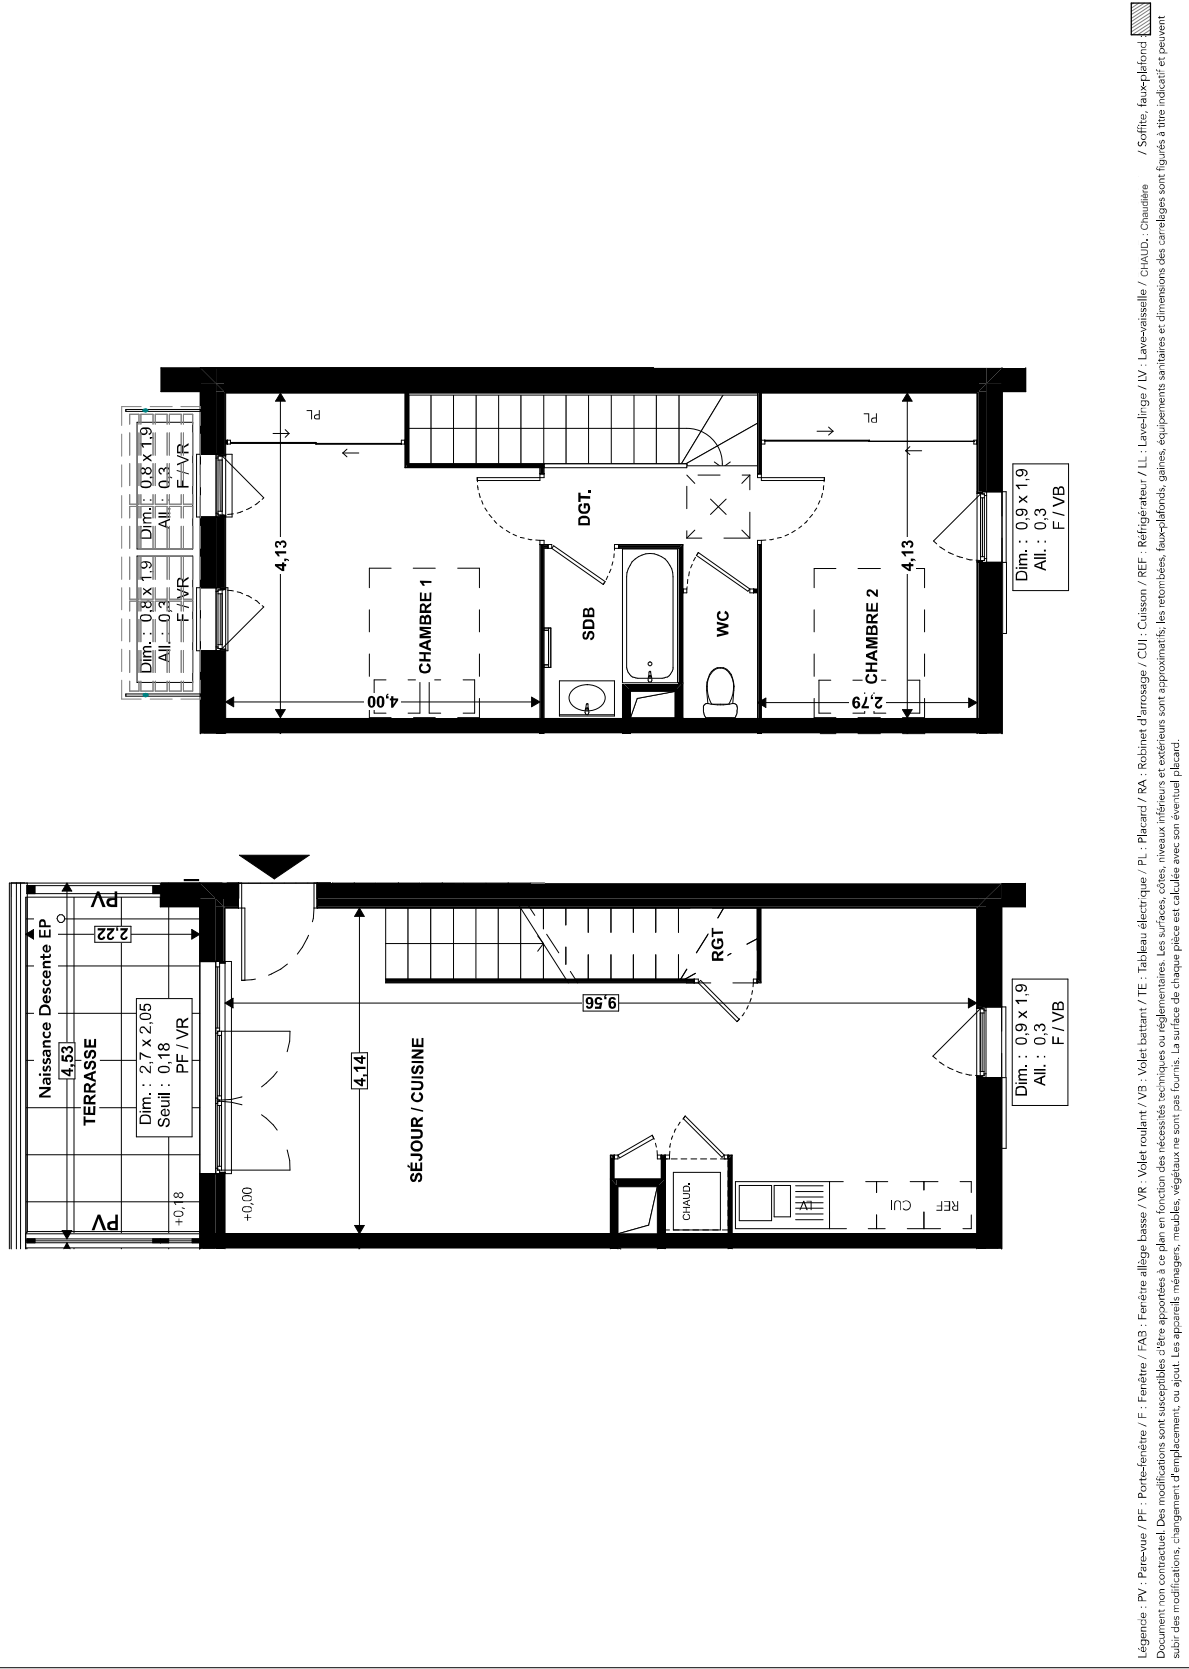 Dim. : 0,8 x 1,9
All. : 0,3
F / VR
Dim. : 0,8 x 1,9
All. : 0,3
F / VR
PL
PL
4,13
4,13
DGT.
CHAMBRE 1
SDB
WC
CHAMBRE 2
4,00
2,79
Dim. : 0,9 x 1,9
All. : 0,3
F / VB
PV
2,22
Naissance Descente EP
4,53
TERRASSE
Dim. : 2,7 x 2,05
Seuil : 0,18
PF / VR
PV
+0,18
+0,00
RGT
9,56
4,14
SÉJOUR / CUISINE
CHAUD.
LV
CUI
REF
Dim. : 0,9 x 1,9
All. : 0,3
F / VB
Légende : PV : Pare-vue / PF : Porte-fenêtre / F : Fenêtre / FAB : Fenêtre allège basse / VR : Volet roulant / VB : Volet battant / TE : Tableau électrique / PL : Placard / RA : Robinet d'arrosage / CUI : Cuisson / REF : Réfrigérateur / LL : Lave-linge / LV : Lave-vaisselle / CHAUD. : Chaudière / Soffite, faux-plafond :
Document non contractuel. Des modifications sont susceptibles d'être apportées à ce plan en fonction des nécessités techniques ou réglementaires. Les surfaces, côtes, niveaux inférieurs et extérieurs sont approximatifs, les retombées, faux-plafonds, gaines, équipements sanitaires et dimensions des carrelages sont figurés à titre indicatif et peuvent
subir des modifications, changement d'emplacement, ou ajout. Les appareils ménagers, meubles, végétaux ne sont pas fournis. La surface de chaque pièce est calculée avec son éventuel placard.